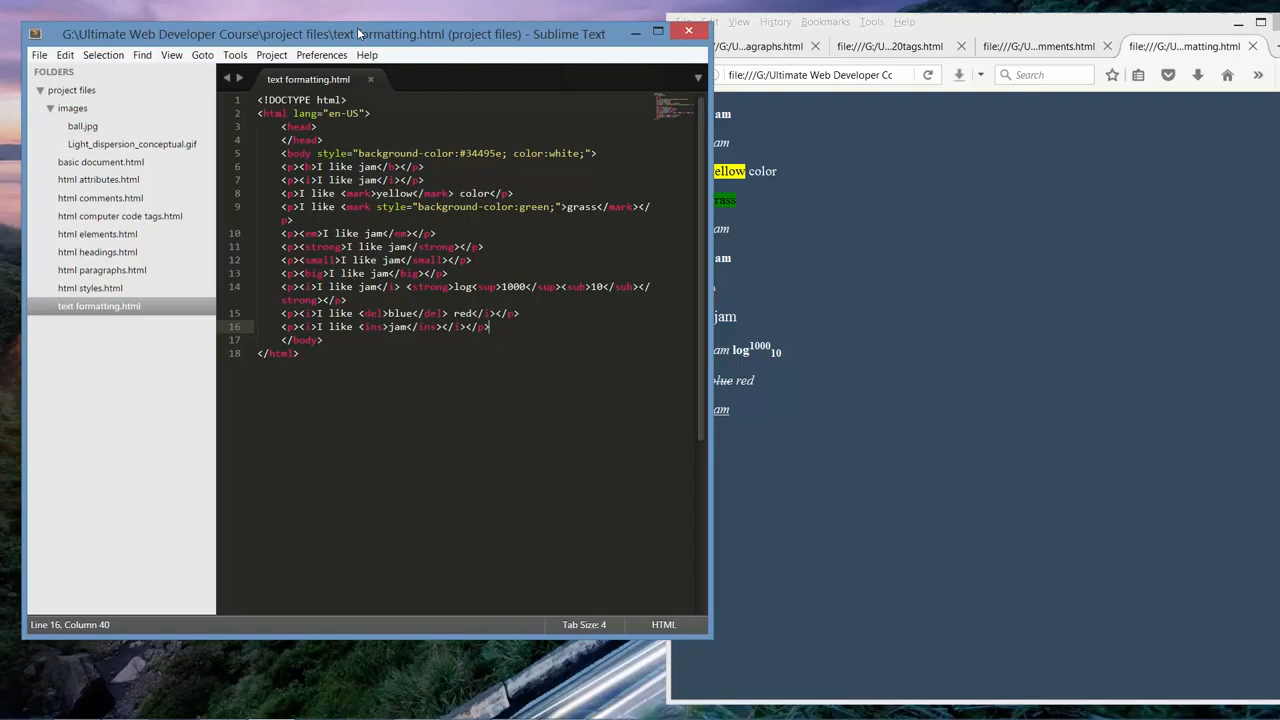 G:\Ultimate Web Developer Course\project files\text formatting.html (project files) - Sublime Text
File Edit Selection Find View Goto Tools Project Preferences Help
FOLDERS
project files
images
ball.jpg
Light_dispersion_conceptual.gif
basic document.html
html attributes.html
html comments.html
html computer code tags.html
html elements.html
html headings.html
html paragraphs.html
html styles.html
text formatting.html
text formatting.html
1 <!DOCTYPE html>
2 <html lang="en-US">
3 <head>
4 </head>
5 <body style="background-color:#34495e; color:white;">
6 <p><b>I like jam</b></p>
7 <p><i>I like jam</i></p>
8 <p>I like <mark>yellow</mark> color</p>
9 <p>I like <mark style="background-color:green;">grass</mark></
p>
10 <p><em>I like jam</em></p>
11 <p><strong>I like jam</strong></p>
12 <p><small>I like jam</small></p>
13 <p><big>I like jam</big></p>
14 <p><i>I like jam</i> <strong>log<sup>1000</sup><sub>10</sub></
strong></p>
15 <p><i>I like <del>blue</del> red</i></p>
16 <p><i>I like <ins>jam</ins></i></p>
17 </body>
18 </html>
Line 16, Column 40 Tab Size: 4 HTML
File Edit View History Bookmarks Tools Help
agraphs.html file:///G:/U...20tags.html file:///G:/U...mments.html file:///G:/U...matting.html
file:///G:/Ultimate Web Developer Cc Search
am
am
ellow color
rass
am
am
jam
am log1000 10
blue red
am